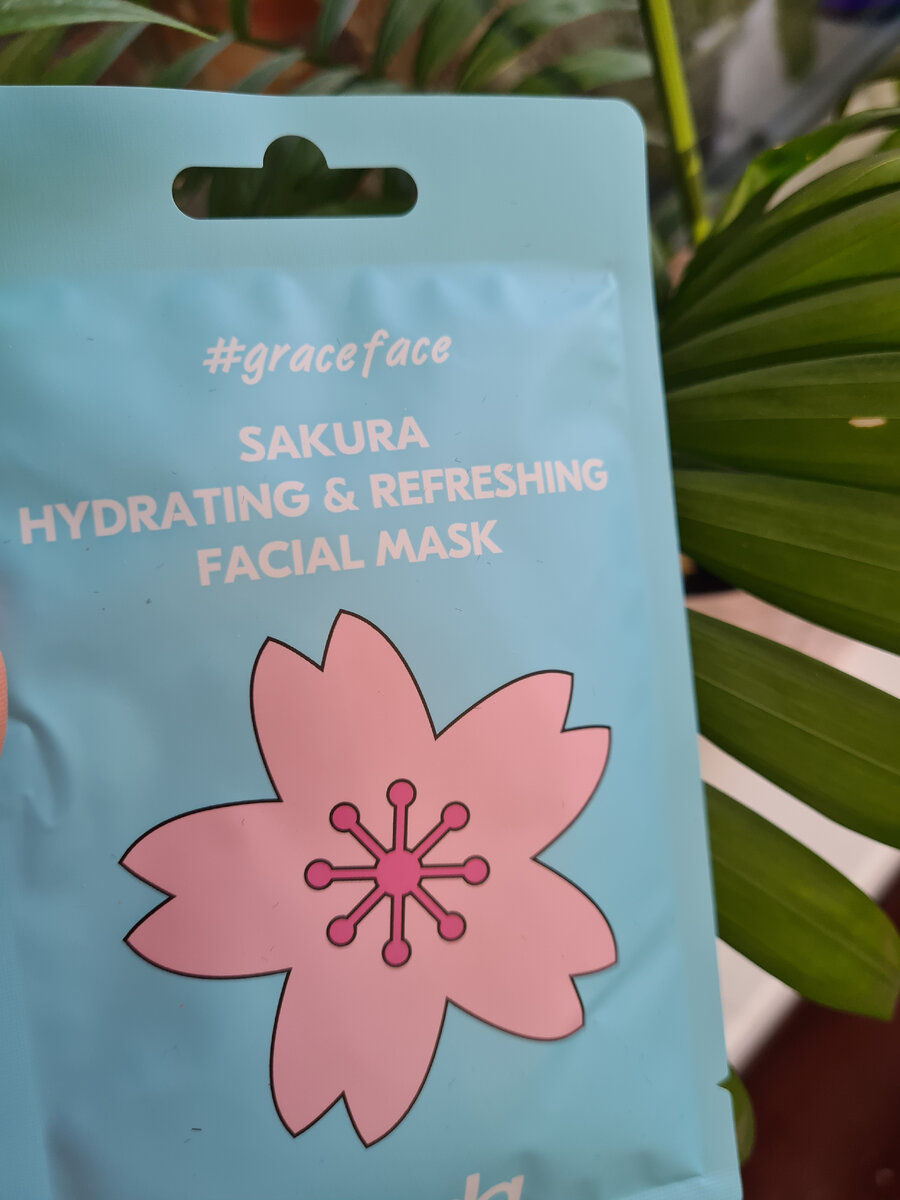 #graceface
SAKURA
HYDRATING & REFRESHING
FACIAL MASK